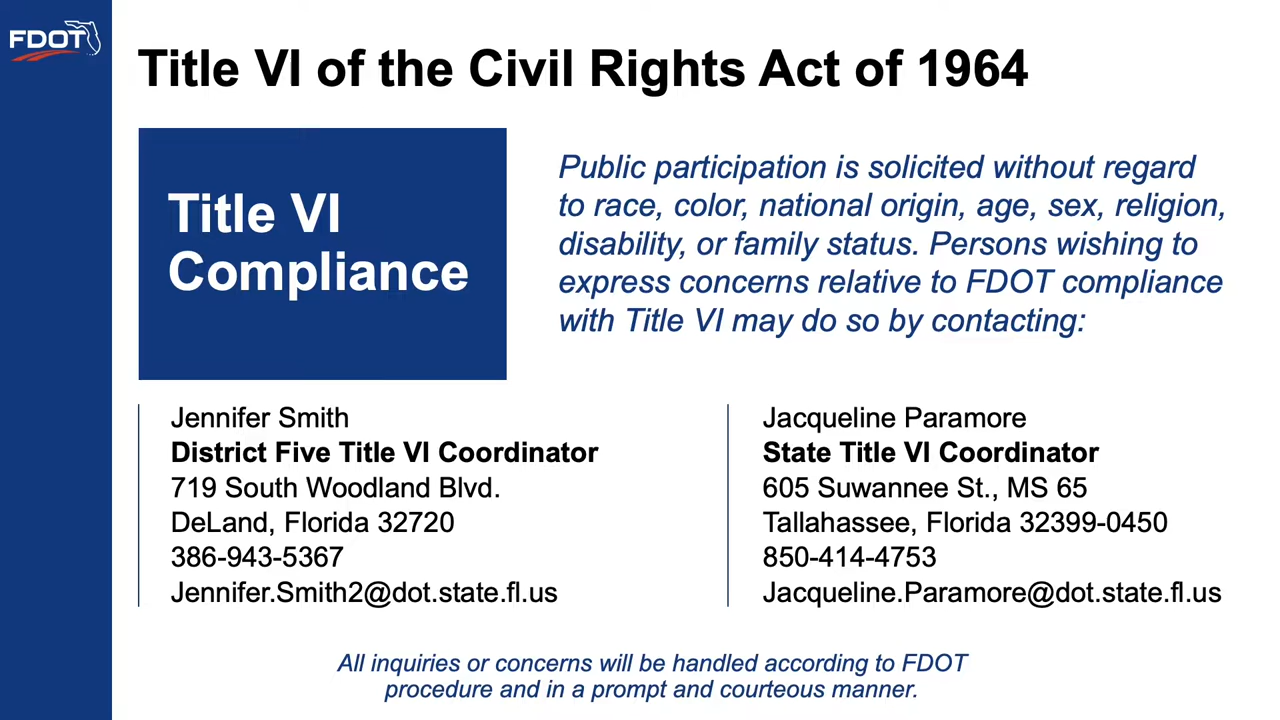 FDOT
Title VI of the Civil Rights Act of 1964
Title VI
Compliance
Public participation is solicited without regard
to race, color, national origin, age, sex, religion,
disability, or family status. Persons wishing to
express concerns relative to FDOT compliance
with Title VI may do so by contacting:
Jennifer Smith
District Five Title VI Coordinator
719 South Woodland Blvd.
DeLand, Florida 32720
386-943-5367
Jennifer.Smith2@dot.state.fl.us
Jacqueline Paramore
State Title VI Coordinator
605 Suwannee St., MS 65
Tallahassee, Florida 32399-0450
850-414-4753
Jacqueline.Paramore@dot.state.fl.us
All inquiries or concerns will be handled according to FDOT
procedure and in a prompt and courteous manner.